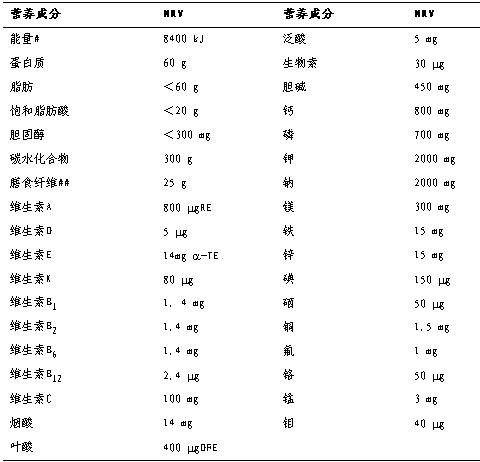 营养成分 NRV 营养成分 NRV
能量# 8400 kJ 泛酸 5 mg
蛋白质 60 g 生物素 30 μg
脂肪 ＜60 g 胆碱 450 mg
饱和脂肪酸 ＜20 g 钙 800 mg
胆固醇 ＜300 mg 磷 700 mg
碳水化合物 300 g 钾 2000 mg
膳食纤维## 25 g 钠 2000 mg
维生素A 800 μgRE 镁 300 mg
维生素D 5 μg 铁 15 mg
维生素E 14mg α-TE 锌 15 mg
维生素K 80 μg 碘 150 μg
维生素B1 1. 4 mg 硒 50 μg
维生素B2 1.4 mg 铜 1.5 mg
维生素B6 1.4 mg 氟 1 mg
维生素B12 2.4 μg 铬 50 μg
维生素C 100 mg 锰 3 mg
烟酸 14 mg 钼 40 μg
叶酸 400 μgDFE